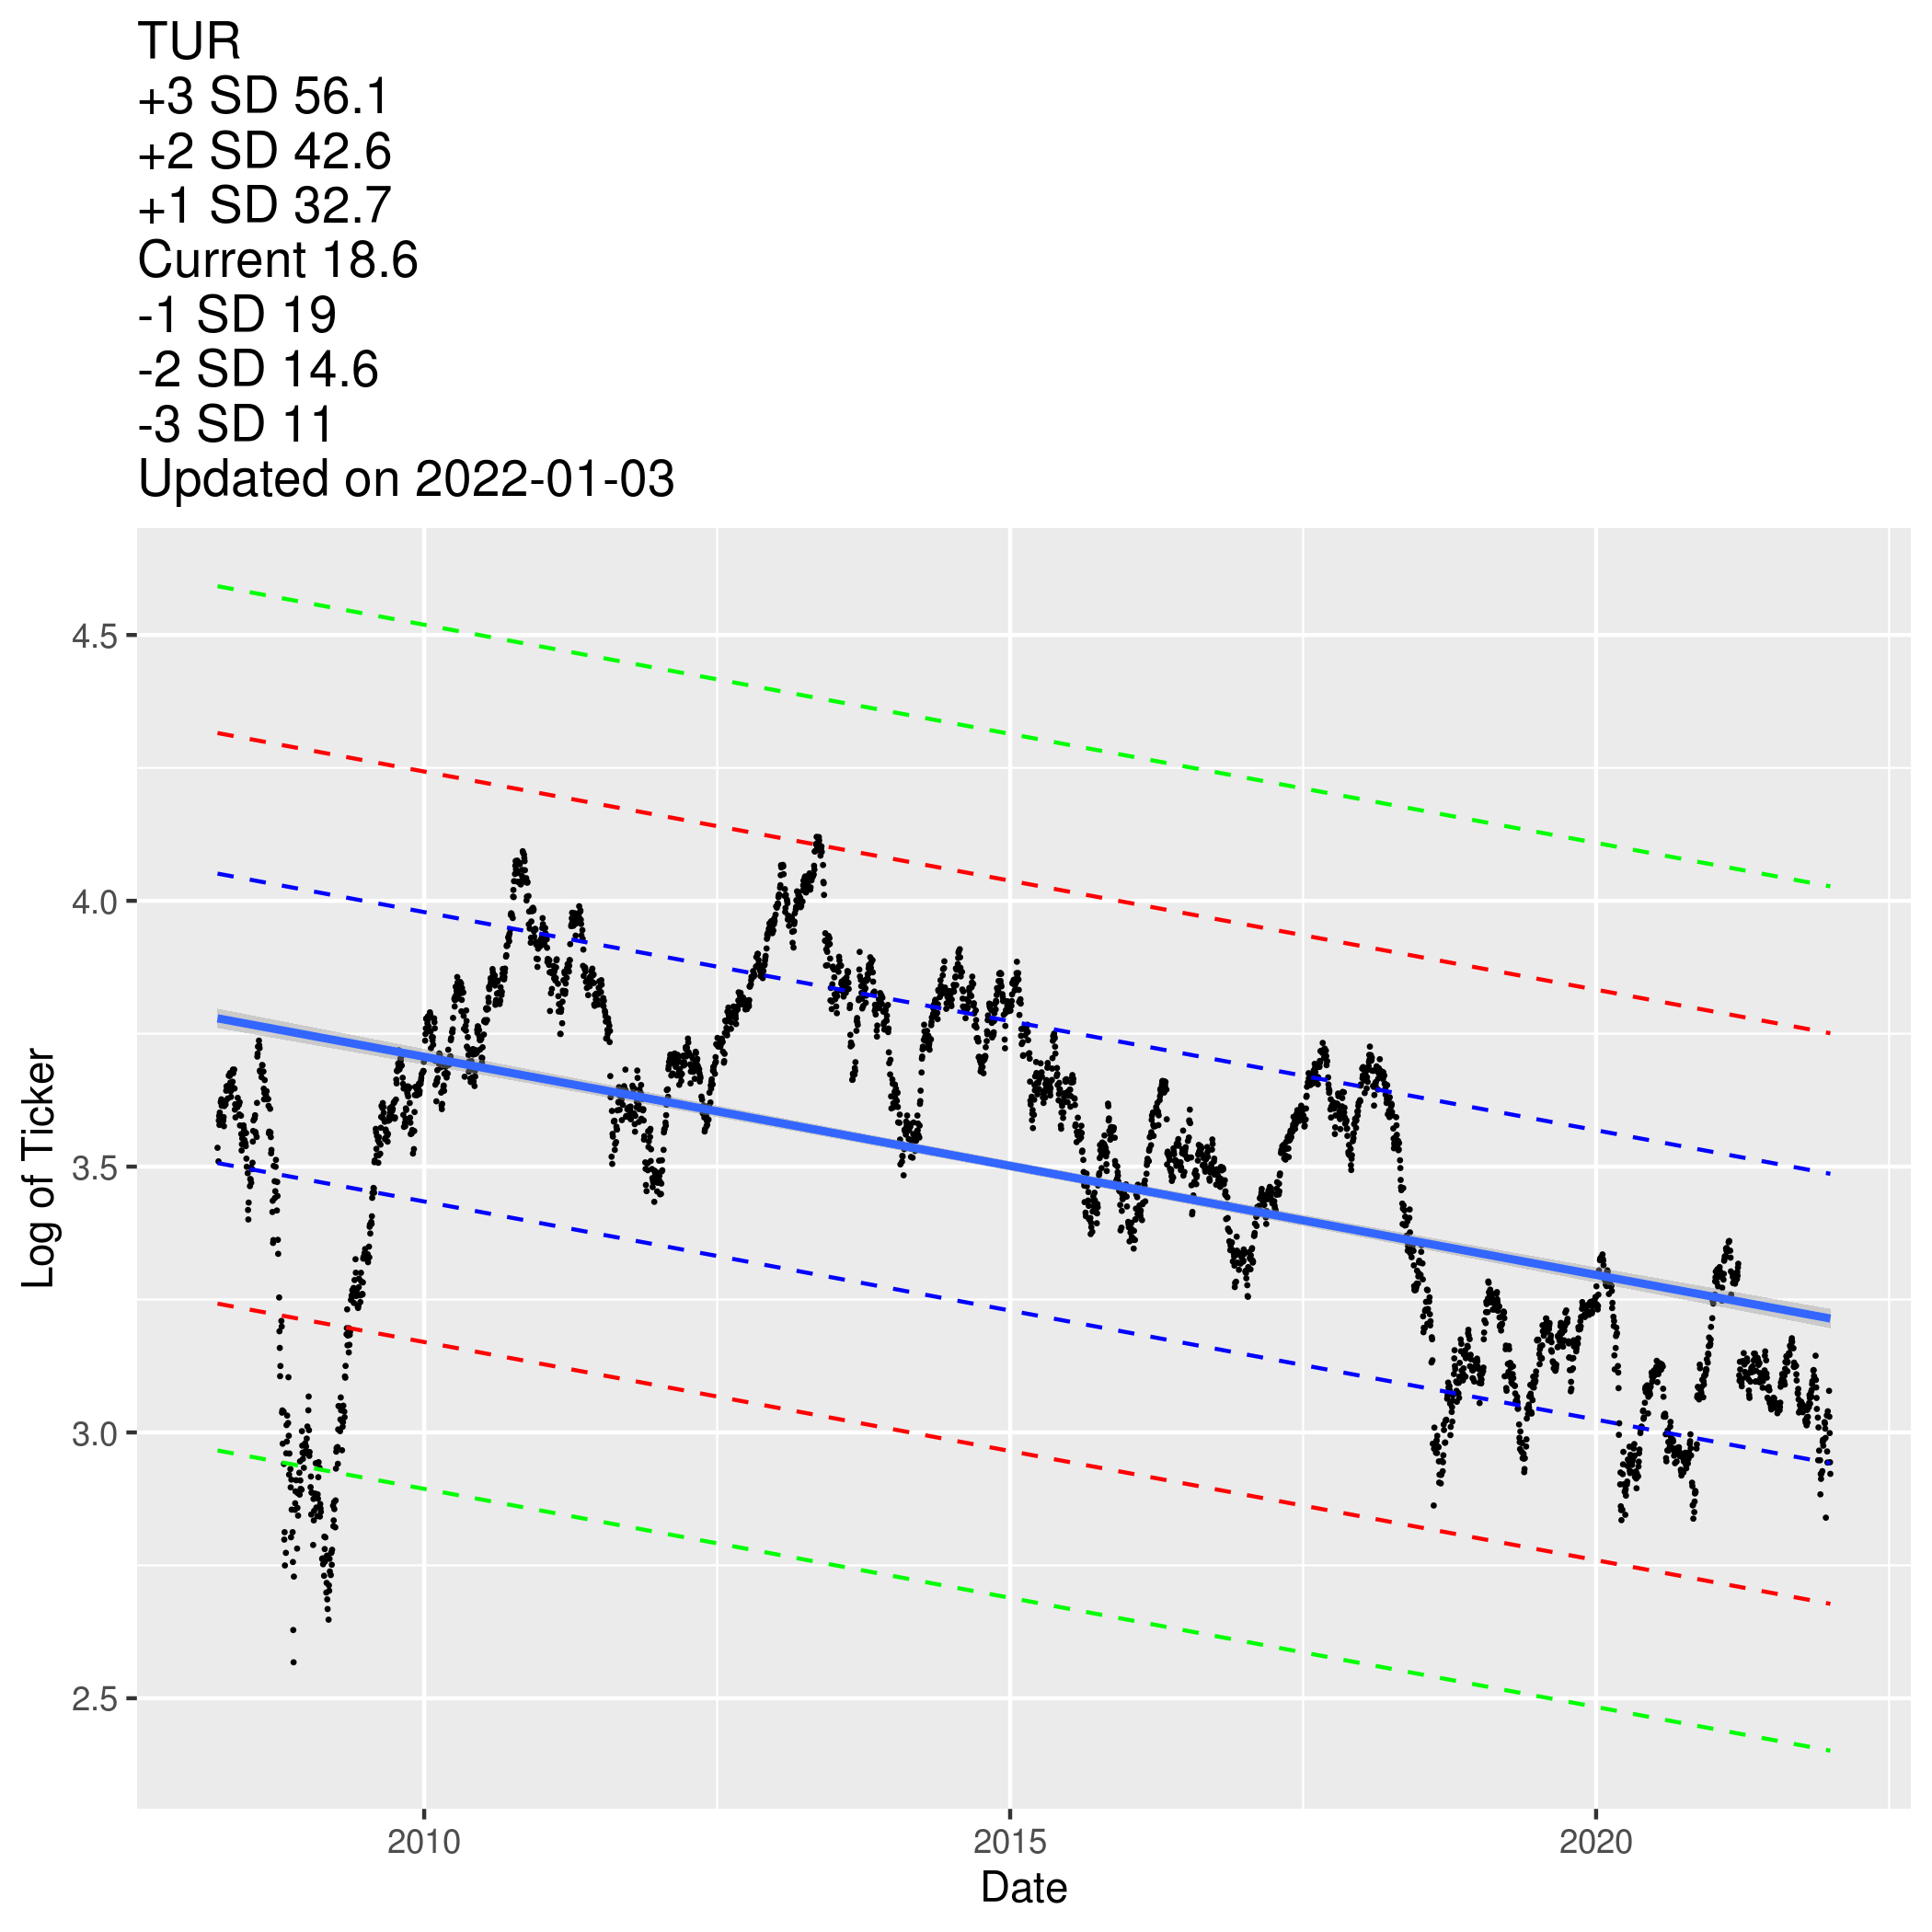 TUR
+3 SD 56.1
+2 SD 42.6
+1 SD 32.7
Current 18.6
-1 SD 19
-2 SD 14.6
-3 SD 11
Updated on 2022-01-03
4.5
4.0
3.5
3.0
2.5
Log of Ticker
2010 2015 2020
Date